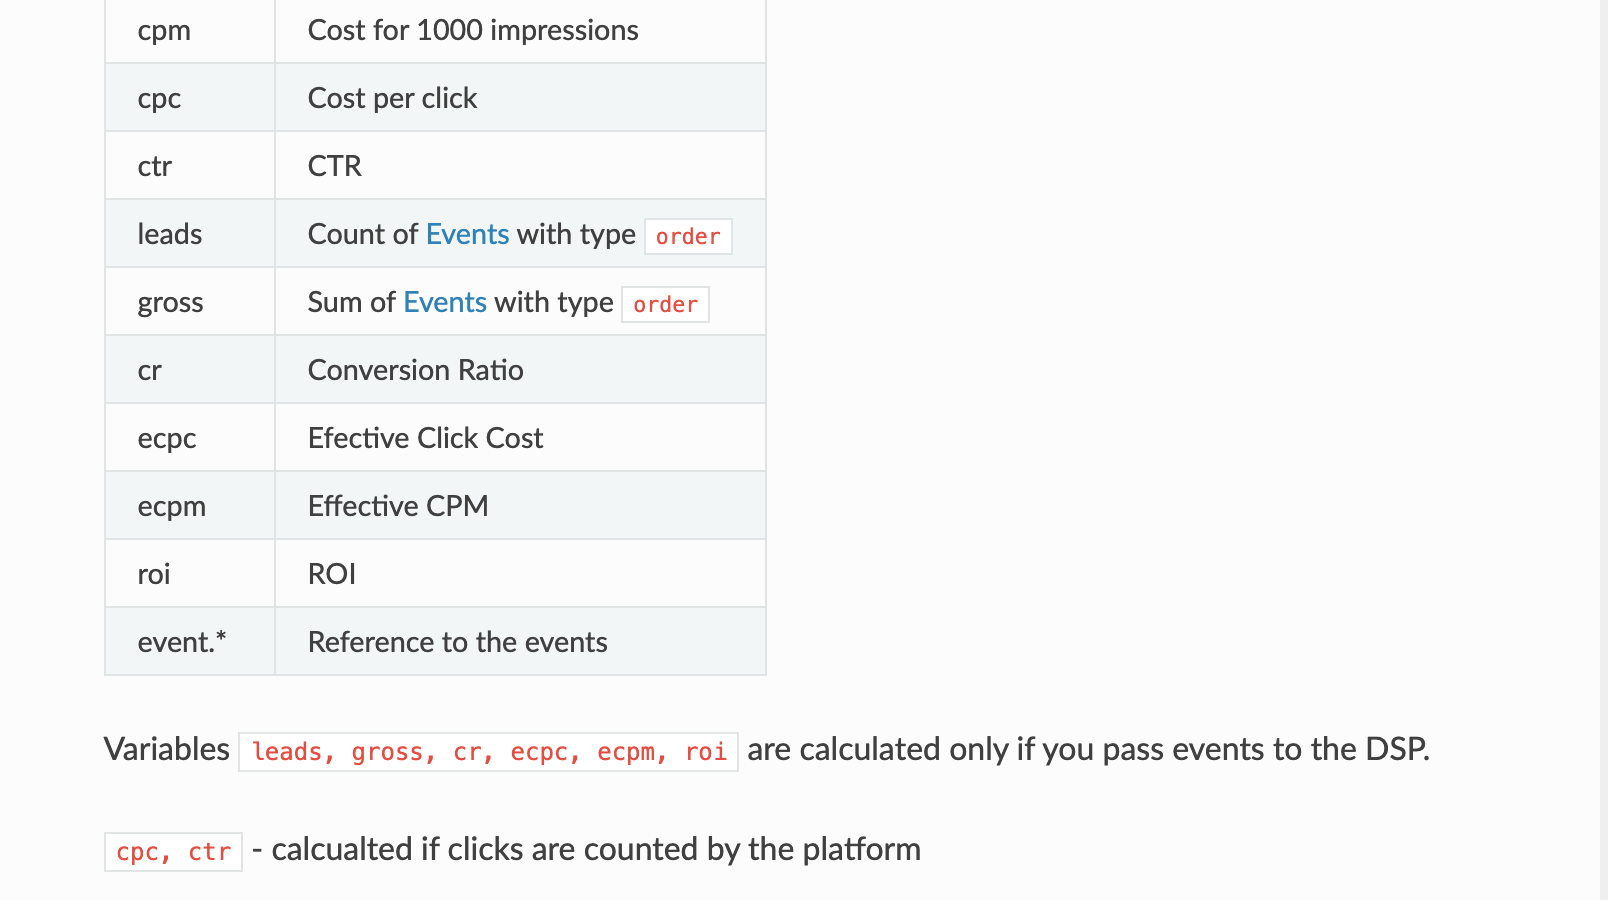 cpm Cost for 1000 impressions
cpc Cost per click
ctr CTR
leads Count of Events with type order
gross Sum of Events with type order
cr Conversion Ratio
ecpc Efective Click Cost
ecpm Effective CPM
roi ROI
event.* Reference to the events
Variables leads, gross, cr, ecpc, ecpm, roi are calculated only if you pass events to the DSP.
cpc, ctr - calcualted if clicks are counted by the platform